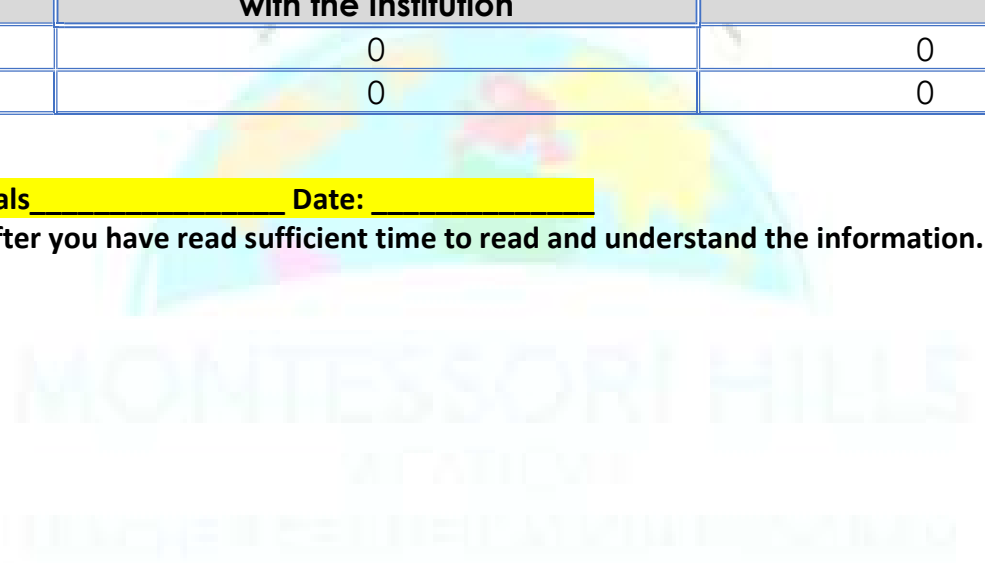 with the Institution
0 0
0 0
als________________ Date: ______________
fter you have read sufficient time to read and understand the information.
MONTESSORI HILLS
ACADEMY